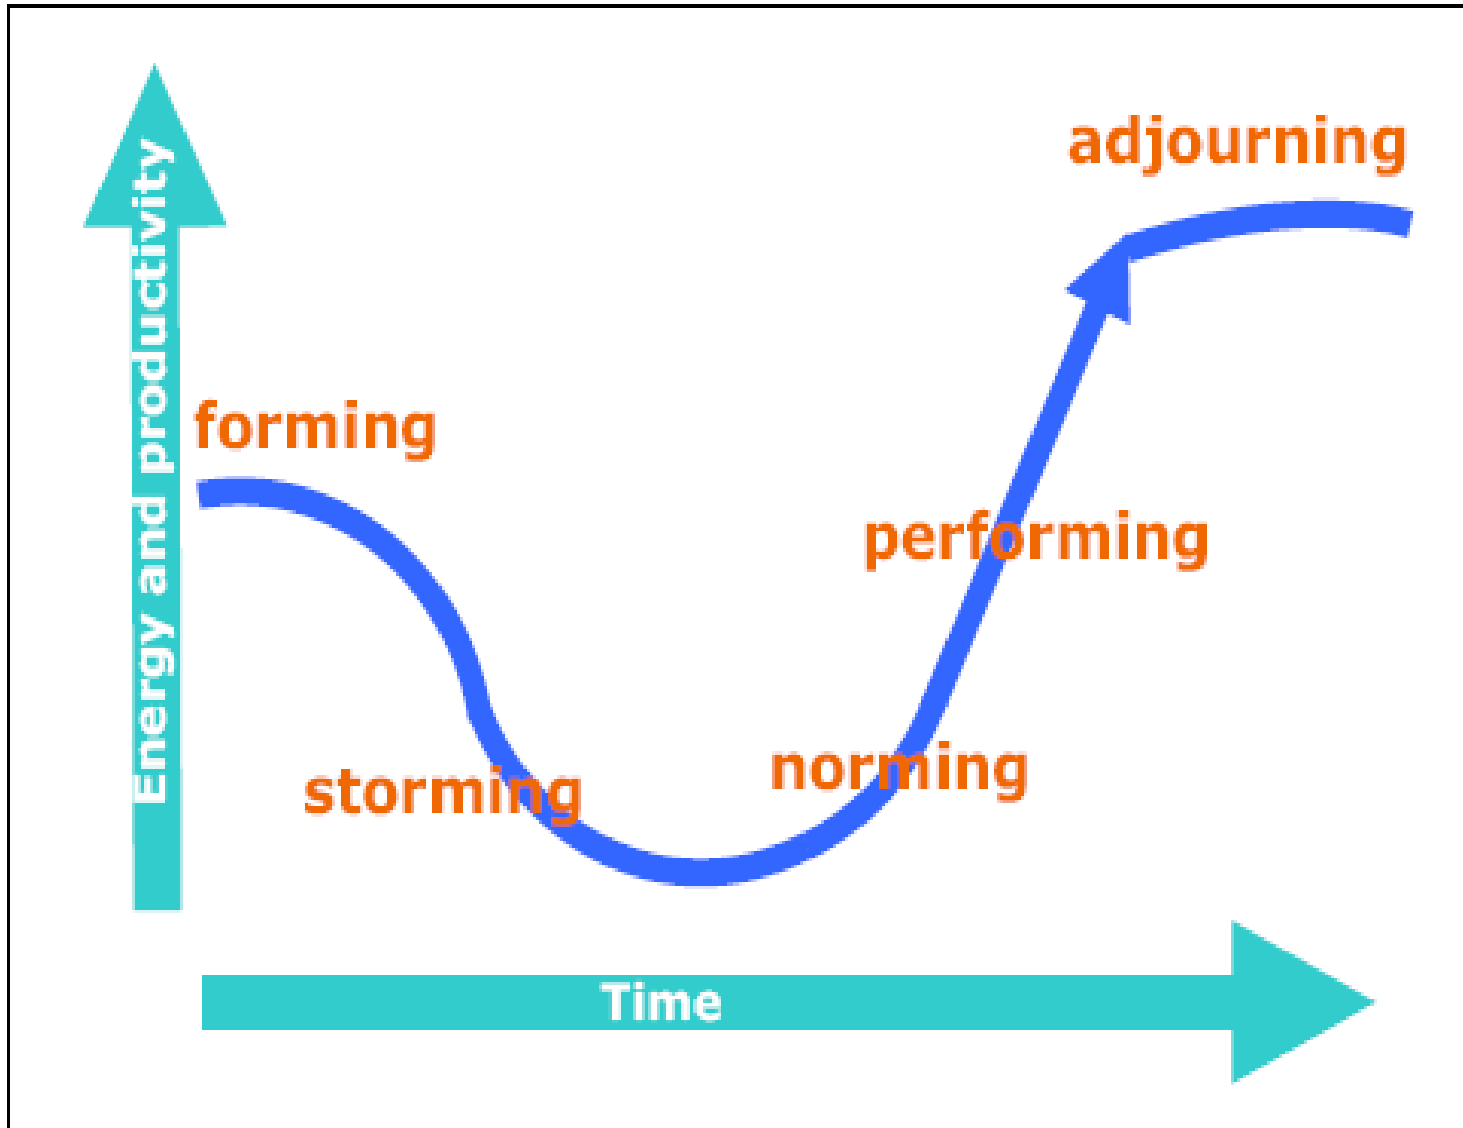 adjourning
Energy and productivity
forming
performing
norming
storming
Time